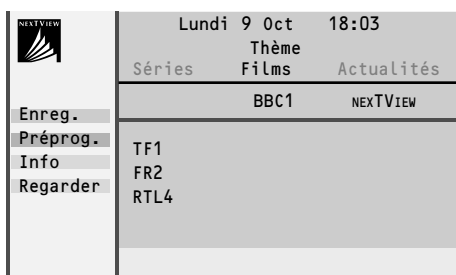 NEXTVIEW
Lundi 9 Oct 18:03
Thème
Séries Films Actualités
BBC1 NEXTVIEW
Enreg.
Préprog.
Info
Regarder
TF1
FR2
RTL4